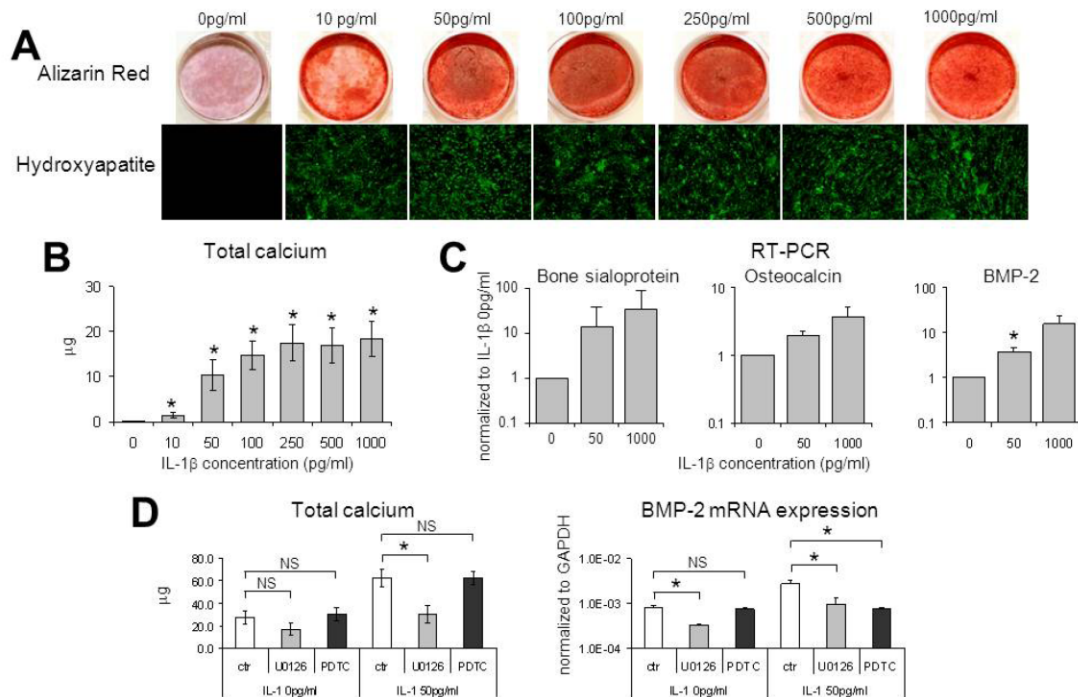 0pg/ml 10 pg/ml 50pg/ml 100pg/ml 250pg/ml 500pg/ml 1000pg/ml
A
Alizarin Red
Hydroxyapatite
B
Total calcium
30
20
10
0
μg
* * * * * *
0 10 50 100 250 500 1000
IL-1β concentration (pg/ml)
C
RT-PCR
Bone sialoprotein Osteocalcin BMP-2
normalized to IL-1β 0pg/ml
100
10
1
0.1
0 50 1000
10
1
0.1
0 50 1000
100
10
1
0.1
*
0 50 1000
IL-1β concentration (pg/ml)
D
Total calcium
μg
80.0
60.0
40.0
20.0
0.0
NS
NS
NS
*
ctr U0126 PDTC ctr U0126 PDTC
IL-1 0pg/ml IL-1 50pg/ml
BMP-2 mRNA expression
normalized to GAPDH
1.0E-02
1.0E-03
1.0E-04
NS
*
*
*
ctr U0126 PDTC ctr U0126 PDTC
IL-1 0pg/ml IL-1 50pg/ml